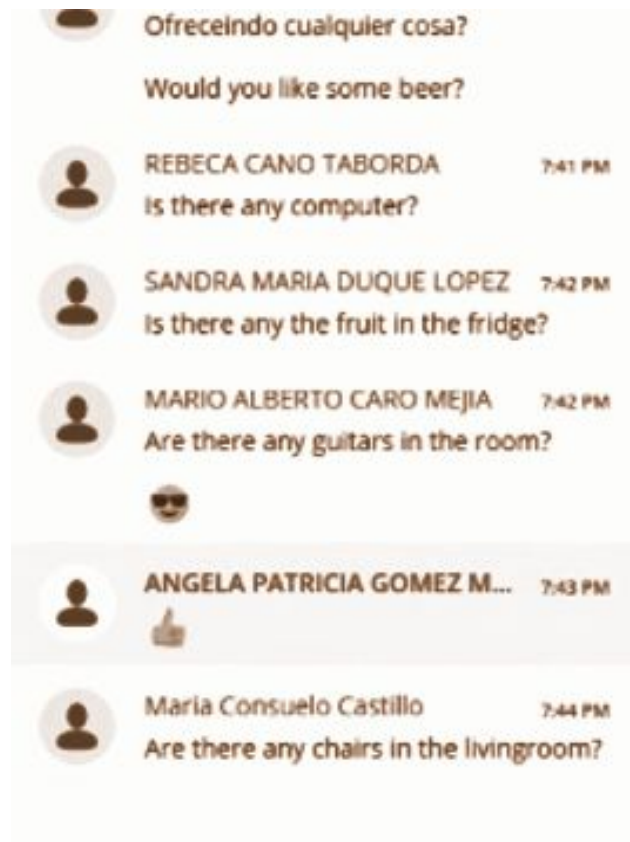 Ofreceindo cualquier cosa?
Would you like some beer?
REBECA CANO TABORDA 7:41 PM
Is there any computer?
SANDRA MARIA DUQUE LOPEZ 7:42 PM
Is there any the fruit in the fridge?
MARIO ALBERTO CARO MEJIA 7:42 PM
Are there any guitars in the room?
ANGELA PATRICIA GOMEZ M... 7:43 PM
Maria Consuelo Castillo 7:44 PM
Are there any chairs in the livingroom?